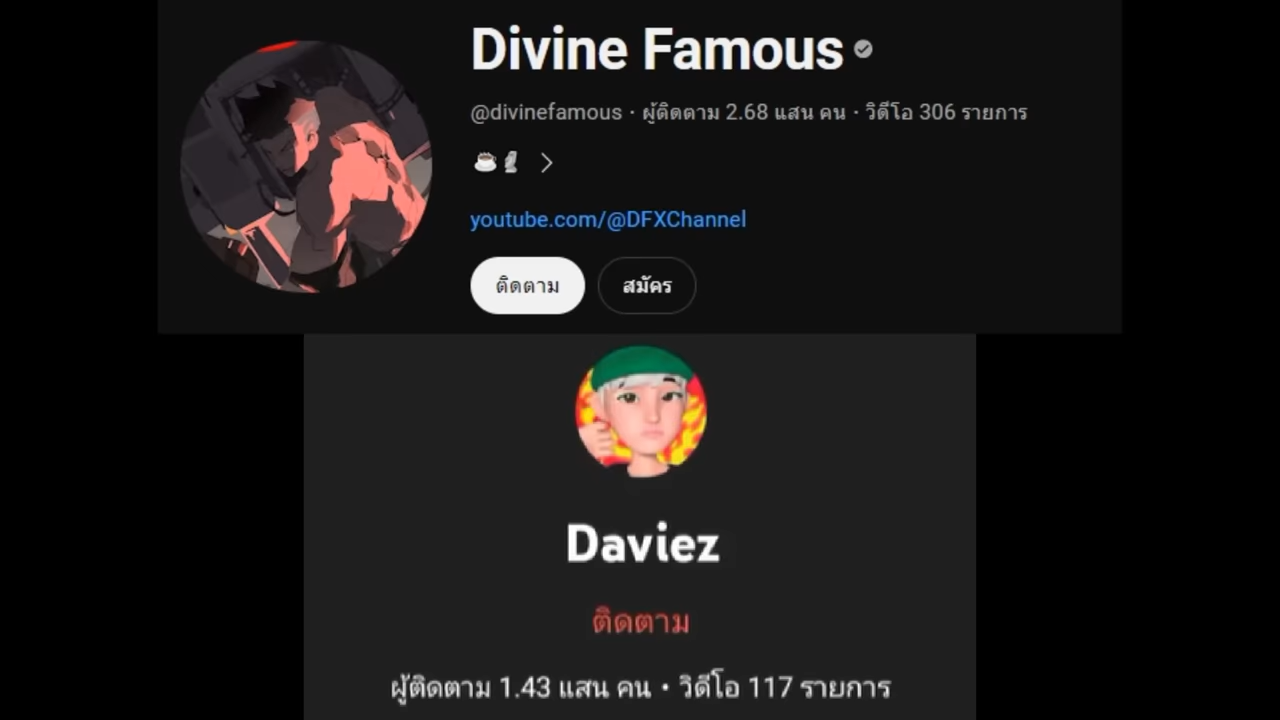 Divine Famous
@divinefamous · ผู้ติดตาม 2.68 แสน คน · วิดีโอ 306 รายการ
☕🗿 >
youtube.com/@DFXChannel
ติดตาม สมัคร
Daviez
ติดตาม
ผู้ติดตาม 1.43 แสน คน • วิดีโอ 117 รายการ